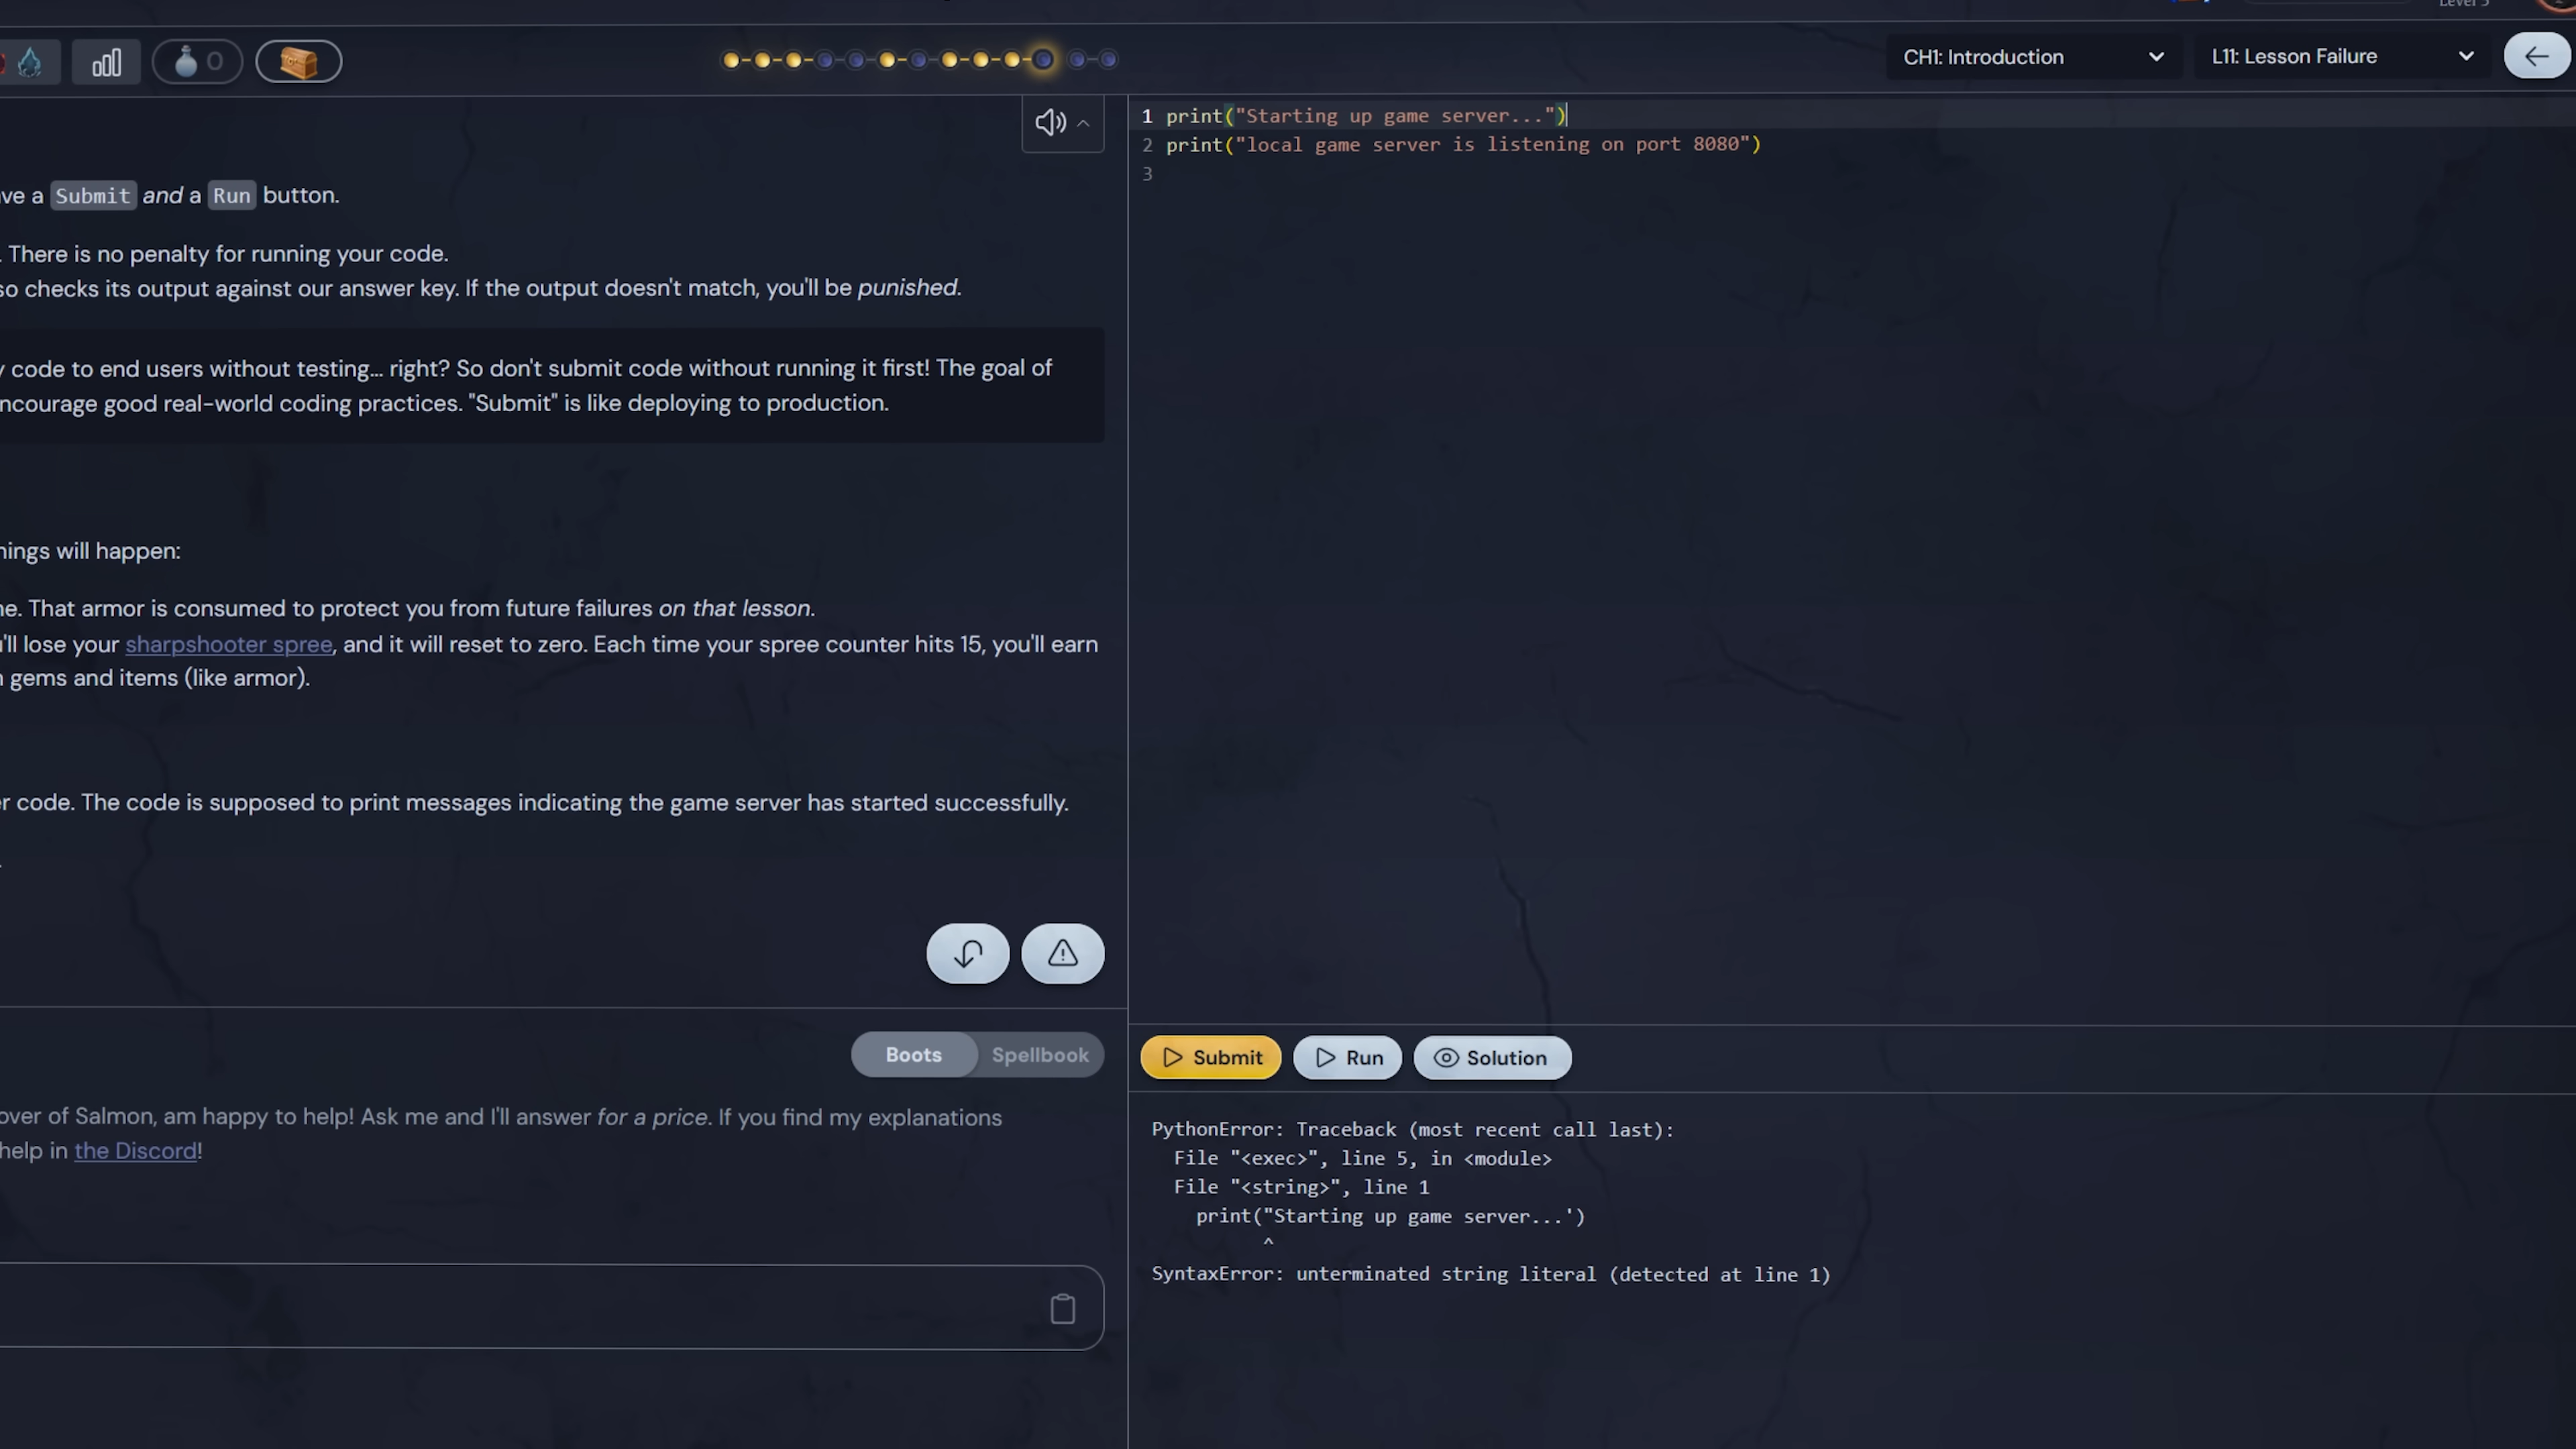 Level 5
0
CH1: Introduction
L11: Lesson Failure
ve a Submit and a Run button.
. There is no penalty for running your code.
so checks its output against our answer key. If the output doesn't match, you'll be punished.
y code to end users without testing... right? So don't submit code without running it first! The goal of
ncourage good real-world coding practices. "Submit" is like deploying to production.
hings will happen:
ne. That armor is consumed to protect you from future failures on that lesson.
u'll lose your sharpshooter spree, and it will reset to zero. Each time your spree counter hits 15, you'll earn
n gems and items (like armor).
er code. The code is supposed to print messages indicating the game server has started successfully.
.
Boots
Spellbook
over of Salmon, am happy to help! Ask me and I'll answer for a price. If you find my explanations
help in the Discord!
1 print("Starting up game server...")
2 print("local game server is listening on port 8080")
3
Submit
Run
Solution
PythonError: Traceback (most recent call last):
File "<exec>", line 5, in <module>
File "<string>", line 1
print("Starting up game server...')
^
SyntaxError: unterminated string literal (detected at line 1)